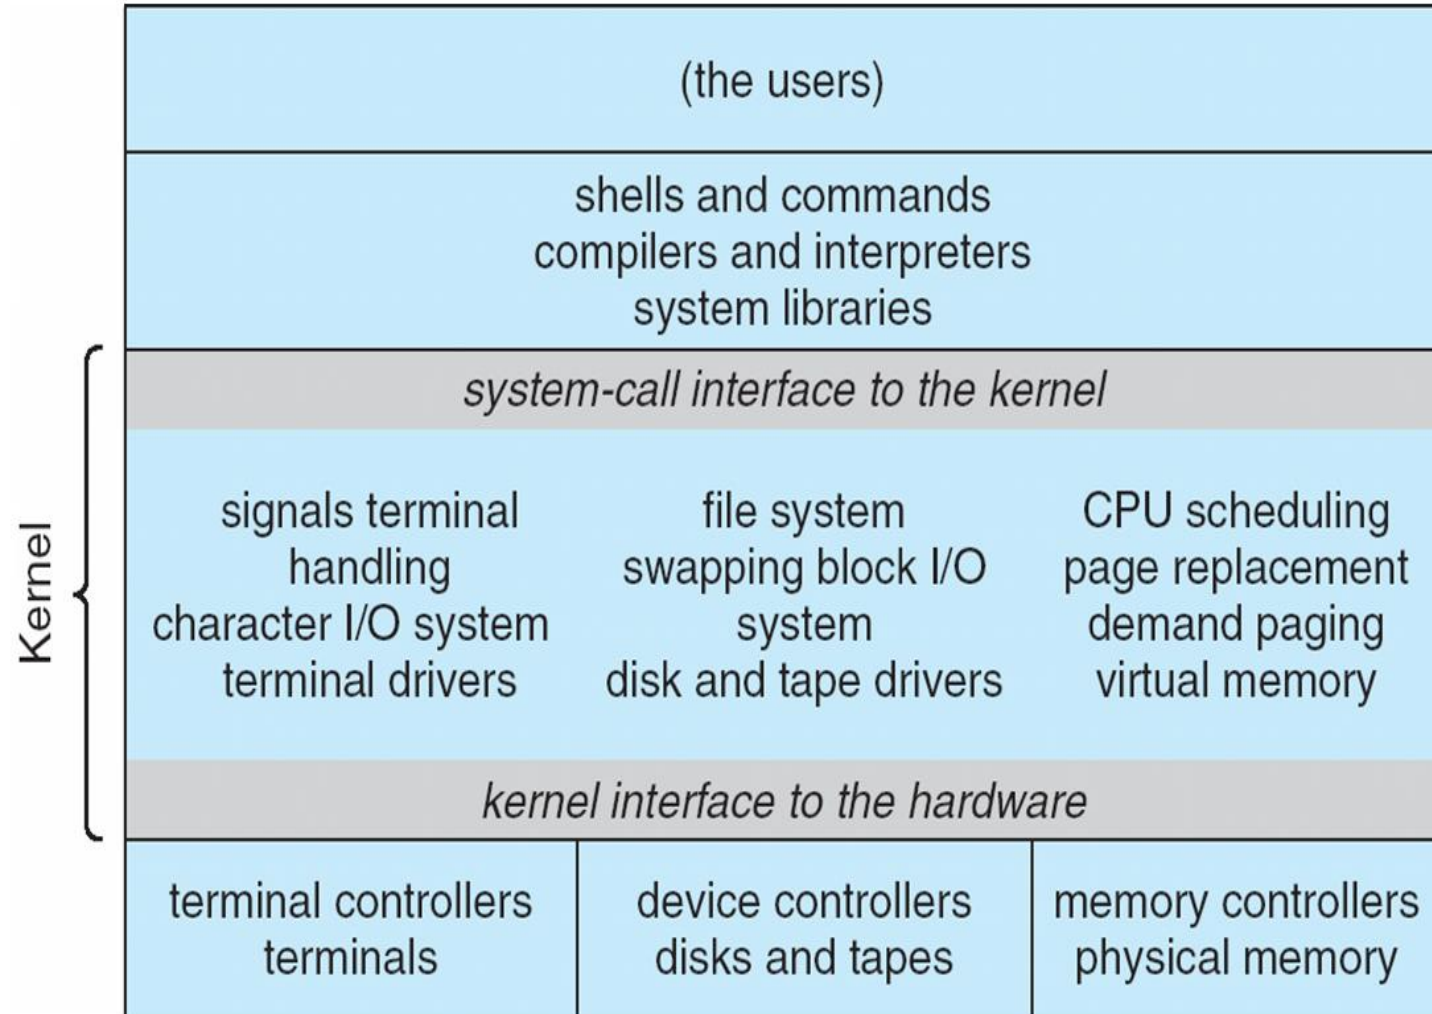 (the users)
shells and commands
compilers and interpreters
system libraries
Kernel
system-call interface to the kernel
signals terminal
handling
character I/O system
terminal drivers
file system
swapping block I/O
system
disk and tape drivers
CPU scheduling
page replacement
demand paging
virtual memory
kernel interface to the hardware
terminal controllers
terminals
device controllers
disks and tapes
memory controllers
physical memory